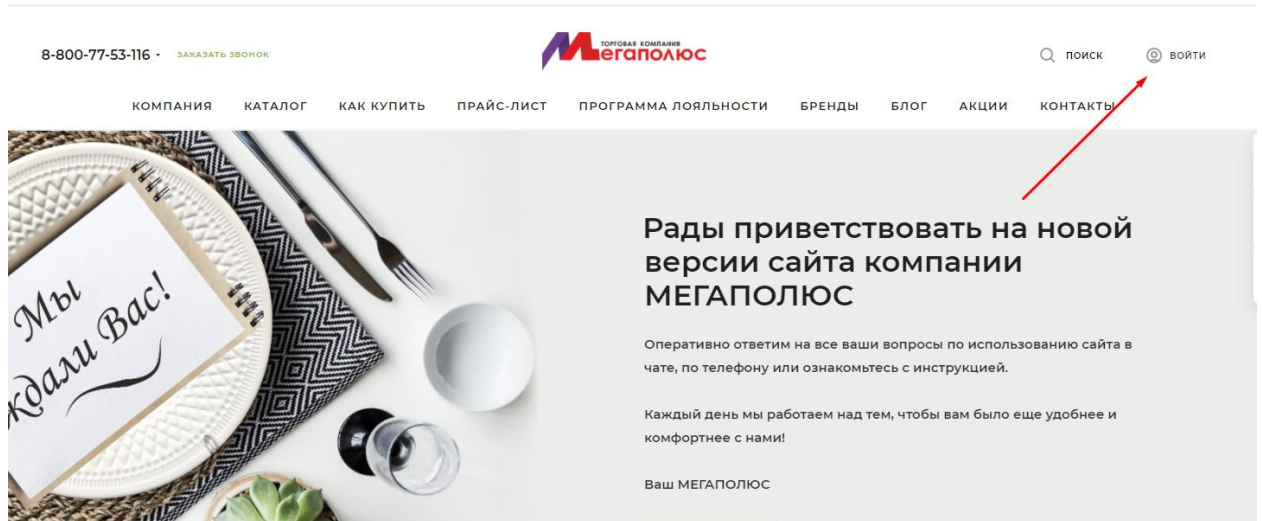 8-800-77-53-116
ЗАКАЗАТЬ ЗВОНОК
ТОРГОВАЯ КОМПАНИЯ
Мегаполюс
ПОИСК
ВОЙТИ
КОМПАНИЯ КАТАЛОГ КАК КУПИТЬ ПРАЙС-ЛИСТ ПРОГРАММА ЛОЯЛЬНОСТИ БРЕНДЫ БЛОГ АКЦИИ КОНТАКТЫ
Мы
ждали Вас!
Рады приветствовать на новой
версии сайта компании
МЕГАПОЛЮС
Оперативно ответим на все ваши вопросы по использованию сайта в
чате, по телефону или ознакомьтесь с инструкцией.
Каждый день мы работаем над тем, чтобы вам было еще удобнее и
комфортнее с нами!
Ваш МЕГАПОЛЮС